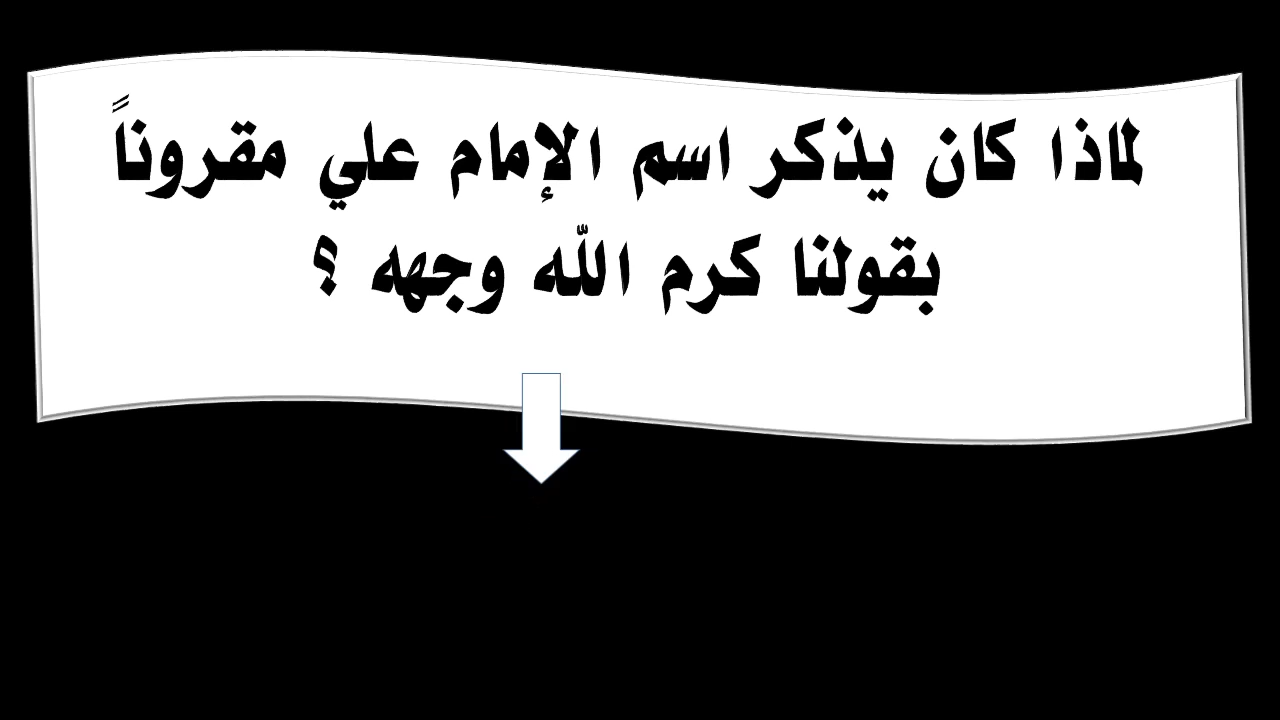 لماذا كان يذكر اسم الإمام علي مقروناً
بقولنا كرم الله وجهه ؟